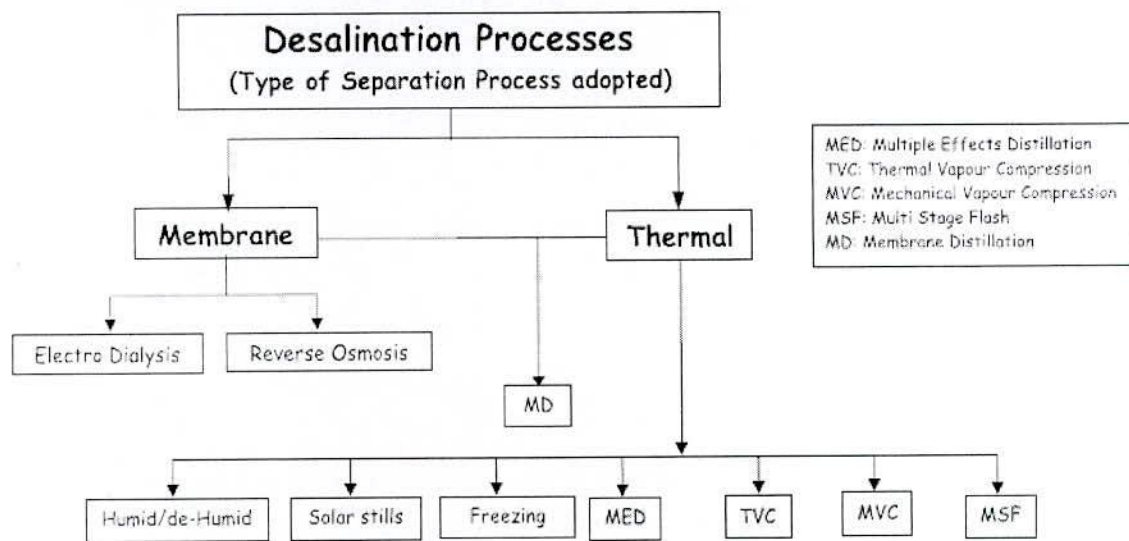 Desalination Processes
(Type of Separation Process adopted)
MED: Multiple Effects Distillation
TVC: Thermal Vapour Compression
MVC: Mechanical Vapour Compression
MSF: Multi Stage Flash
MD: Membrane Distillation
Membrane
Thermal
Electro Dialysis
Reverse Osmosis
MD
Humid/de-Humid
Solar stills
Freezing
MED
TVC
MVC
MSF